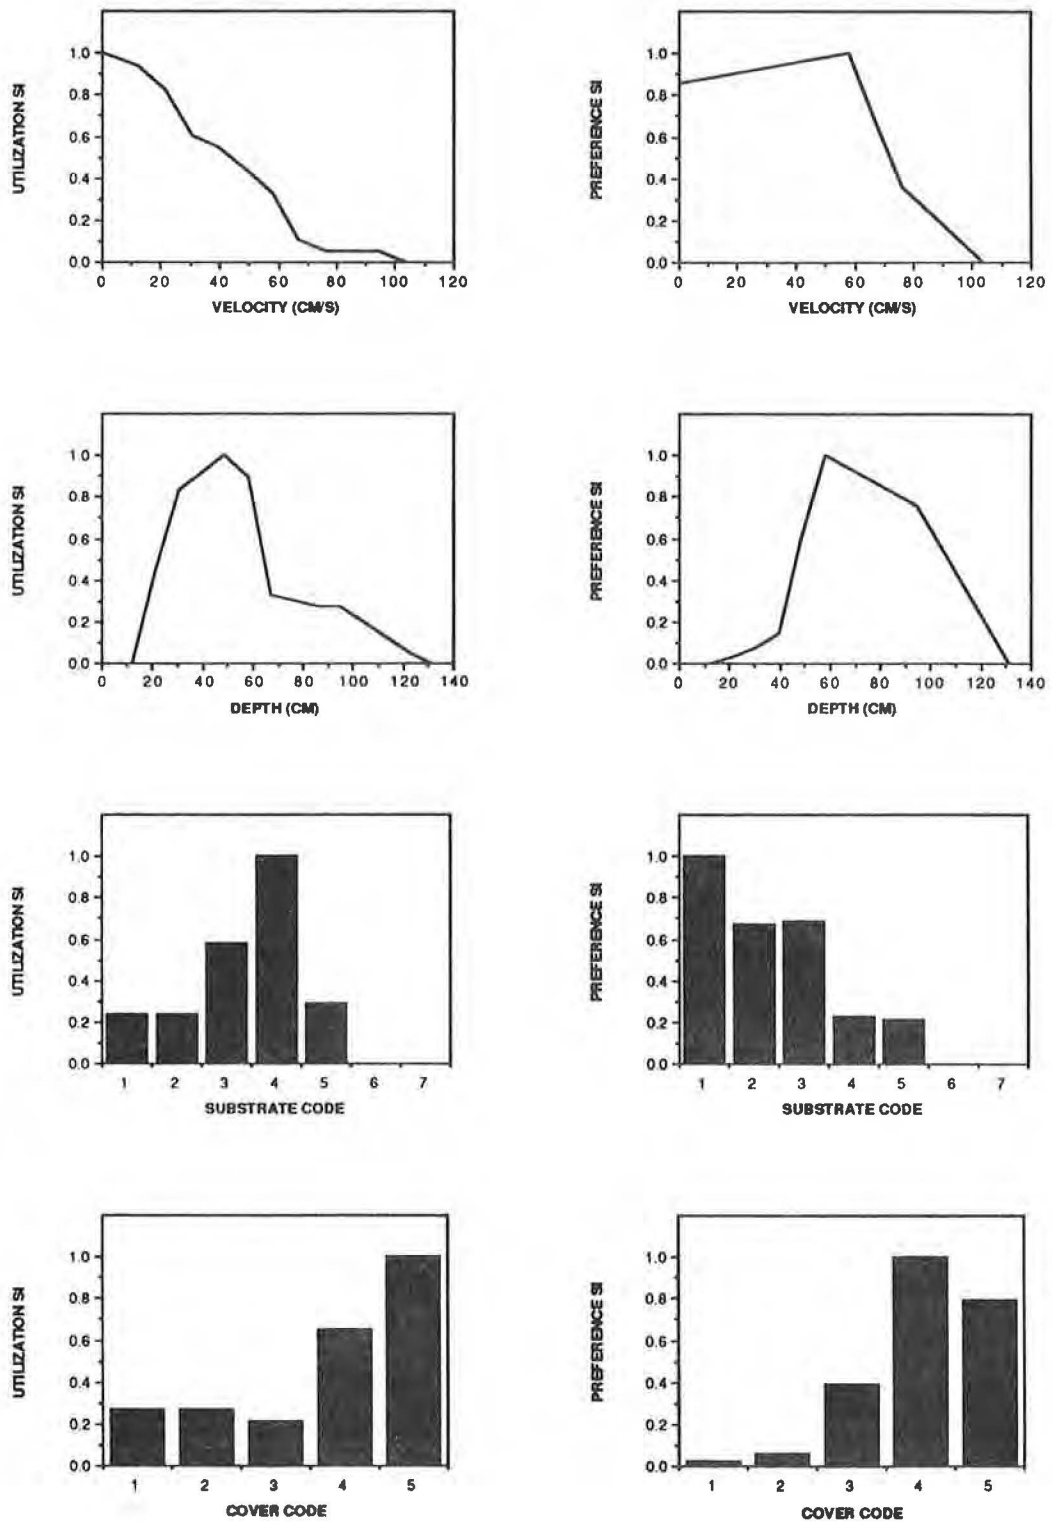 UTILIZATION SI
1.0
0.8
0.6
0.4
0.2
0.0
0 20 40 60 80 100 120
VELOCITY (CM/S)
PREFERENCE SI
1.0
0.8
0.6
0.4
0.2
0.0
0 20 40 60 80 100 120
VELOCITY (CM/S)
UTILIZATION SI
1.0
0.8
0.6
0.4
0.2
0.0
0 20 40 60 80 100 120 140
DEPTH (CM)
PREFERENCE SI
1.0
0.8
0.6
0.4
0.2
0.0
0 20 40 60 80 100 120 140
DEPTH (CM)
UTILIZATION SI
1.0
0.8
0.6
0.4
0.2
0.0
1 2 3 4 5 6 7
SUBSTRATE CODE
PREFERENCE SI
1.0
0.8
0.6
0.4
0.2
0.0
1 2 3 4 5 6 7
SUBSTRATE CODE
UTILIZATION SI
1.0
0.8
0.6
0.4
0.2
0.0
1 2 3 4 5
COVER CODE
PREFERENCE SI
1.0
0.8
0.6
0.4
0.2
0.0
1 2 3 4 5
COVER CODE